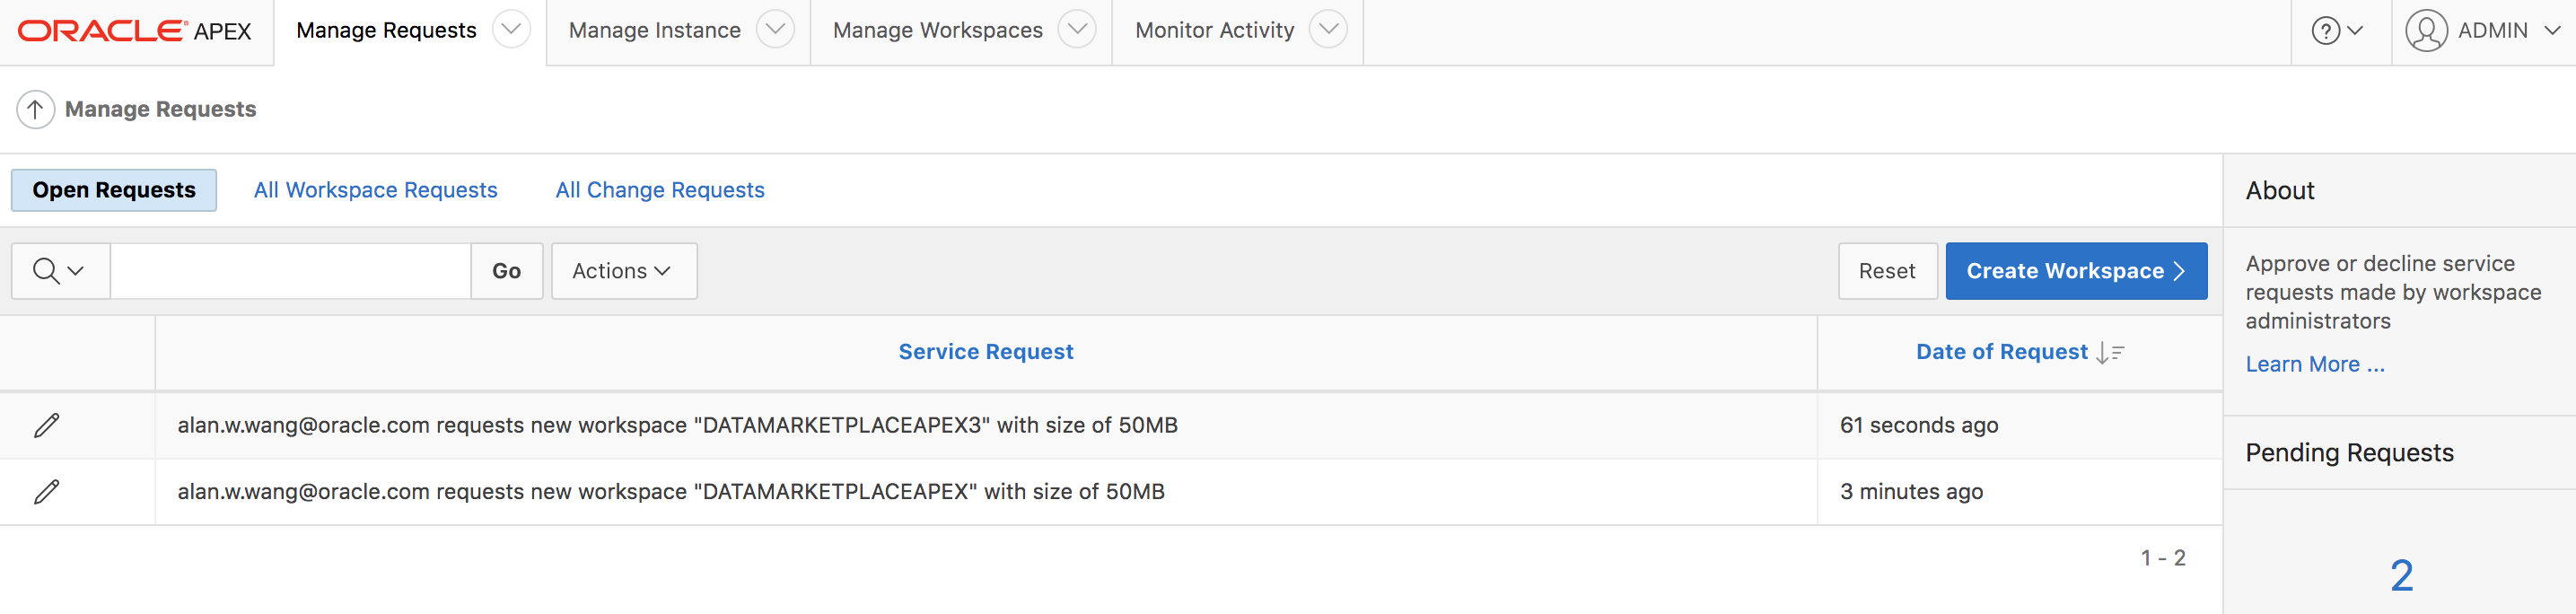 ORACLE APEX
Manage Requests
Manage Instance
Manage Workspaces
Monitor Activity
?
ADMIN
Manage Requests
Open Requests
All Workspace Requests
All Change Requests
Go
Actions
Reset
Create Workspace
Service Request
Date of Request
alan.w.wang@oracle.com requests new workspace "DATAMARKETPLACEAPEX3" with size of 50MB
61 seconds ago
alan.w.wang@oracle.com requests new workspace "DATAMARKETPLACEAPEX" with size of 50MB
3 minutes ago
1 - 2
About
Approve or decline service
requests made by workspace
administrators
Learn More ...
Pending Requests
2